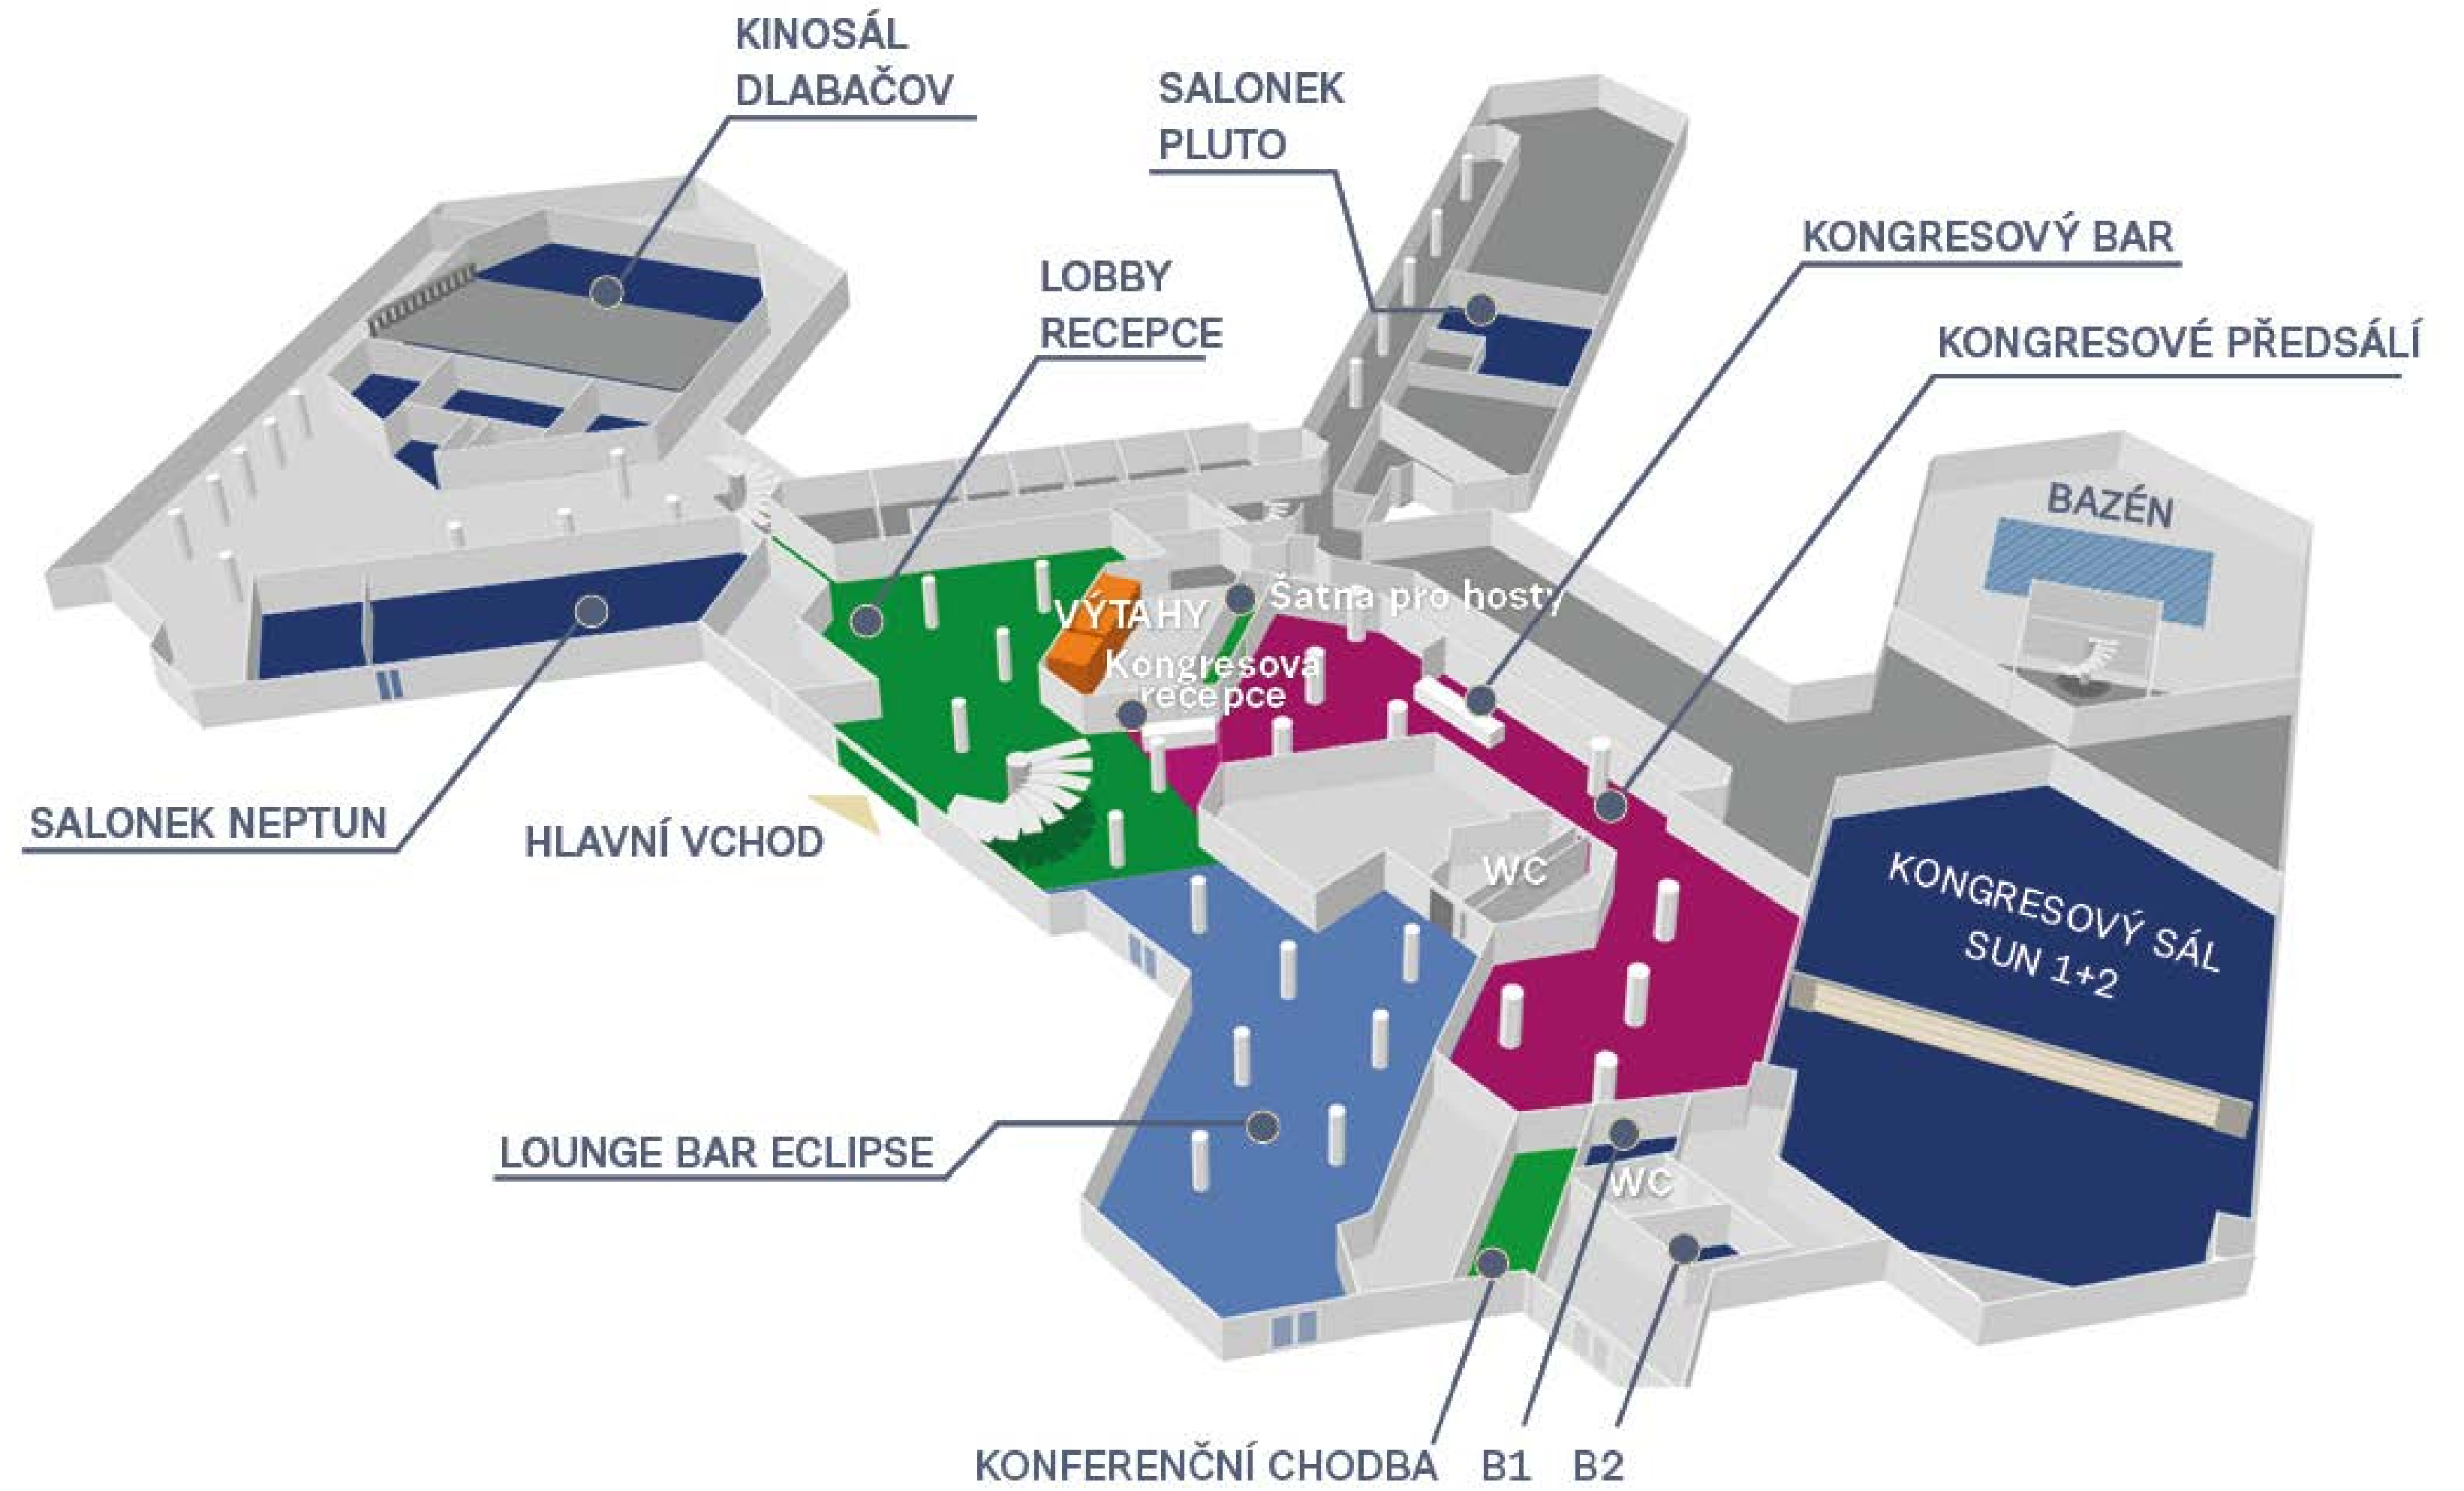 KINOSÁL
DLABAČOV
SALONEK
PLUTO
KONGRESOVÝ BAR
LOBBY
RECEPCE
KONGRESOVÉ PŘEDSÁLÍ
BAZÉN
VÝTAHY
Šatna pro hosty
Kongresová
recepce
SALONEK NEPTUN
HLAVNÍ VCHOD
WC
KONGRESOVÝ SÁL
SUN 1+2
LOUNGE BAR ECLIPSE
WC
KONFERENČNÍ CHODBA
B1
B2